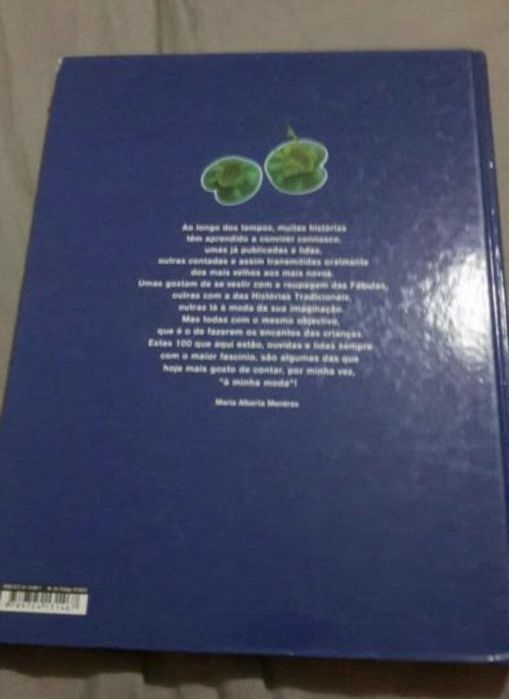 Ao longo dos tempos, muitas histórias
têm aprendido a conviver connosco,
umas já publicadas e lidas,
outras contadas e assim transmitidas oralmente
dos mais velhos aos mais novos.
Umas gostam de se vestir com a roupagem das Fábulas,
outras com a das Histórias Tradicionais,
outras lá à moda da sua imaginação.
Mas todas com o mesmo objectivo,
que é o de fazerem os encantos das crianças.
Estas 100 que aqui estão, ouvidas e lidas sempre
com o maior fascínio, são algumas das que
hoje mais gosto de contar, por minha vez,
"à minha moda"!
Maria Alberta Menéres